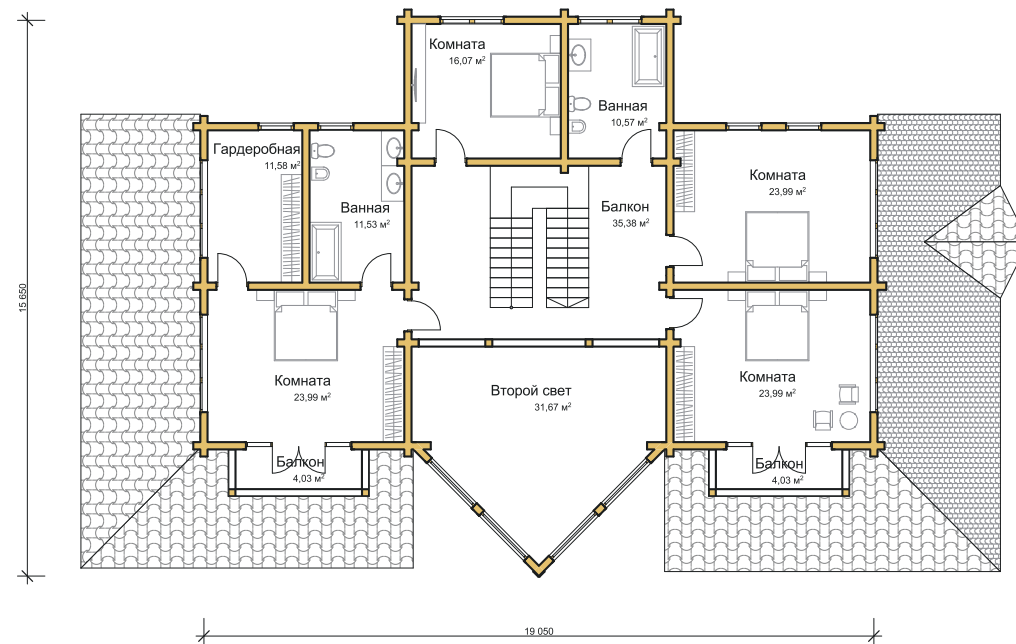 Комната
16,07 м²
Ванная
10,57 м²
Гардеробная
11,58 м²
Ванная
11,53 м²
Балкон
35,38 м²
Комната
23,99 м²
15 650
Комната
23,99 м²
Второй свет
31,67 м²
Комната
23,99 м²
Балкон
4,03 м²
Балкон
4,03 м²
19 050